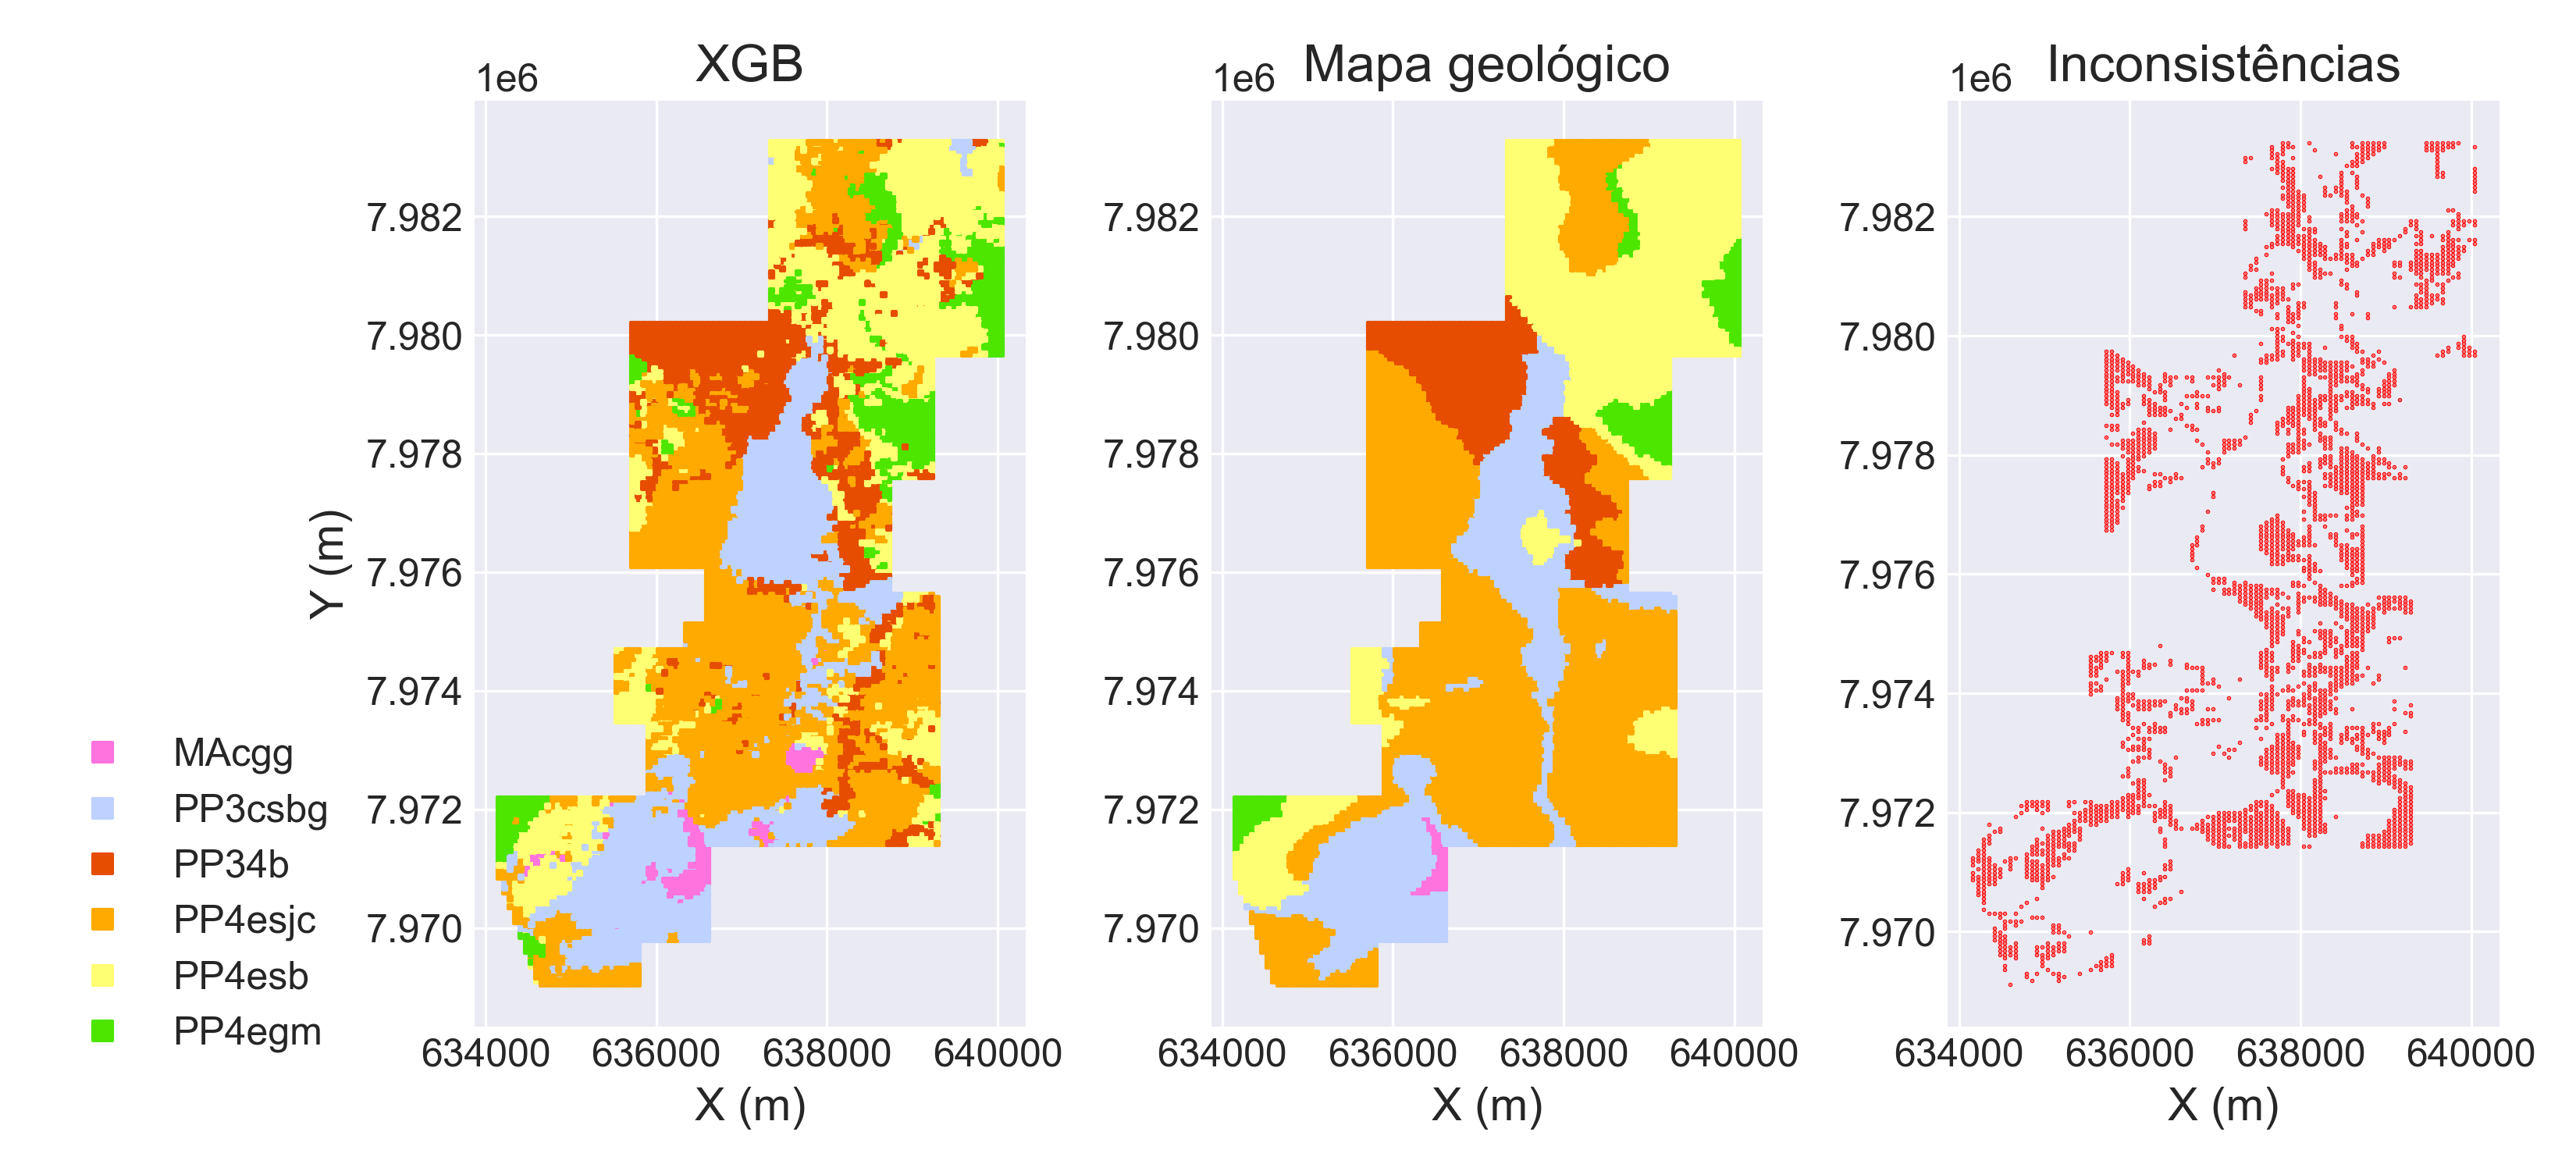 XGB
1e6
7.982
7.980
7.978
7.976
7.974
7.972
7.970
Y (m)
634000 636000 638000 640000
X (m)
MAcgg
PP3csbg
PP34b
PP4esjc
PP4esb
PP4egm
Mapa geológico
1e6
7.982
7.980
7.978
7.976
7.974
7.972
7.970
634000 636000 638000 640000
X (m)
Inconsistências
1e6
7.982
7.980
7.978
7.976
7.974
7.972
7.970
634000 636000 638000 640000
X (m)